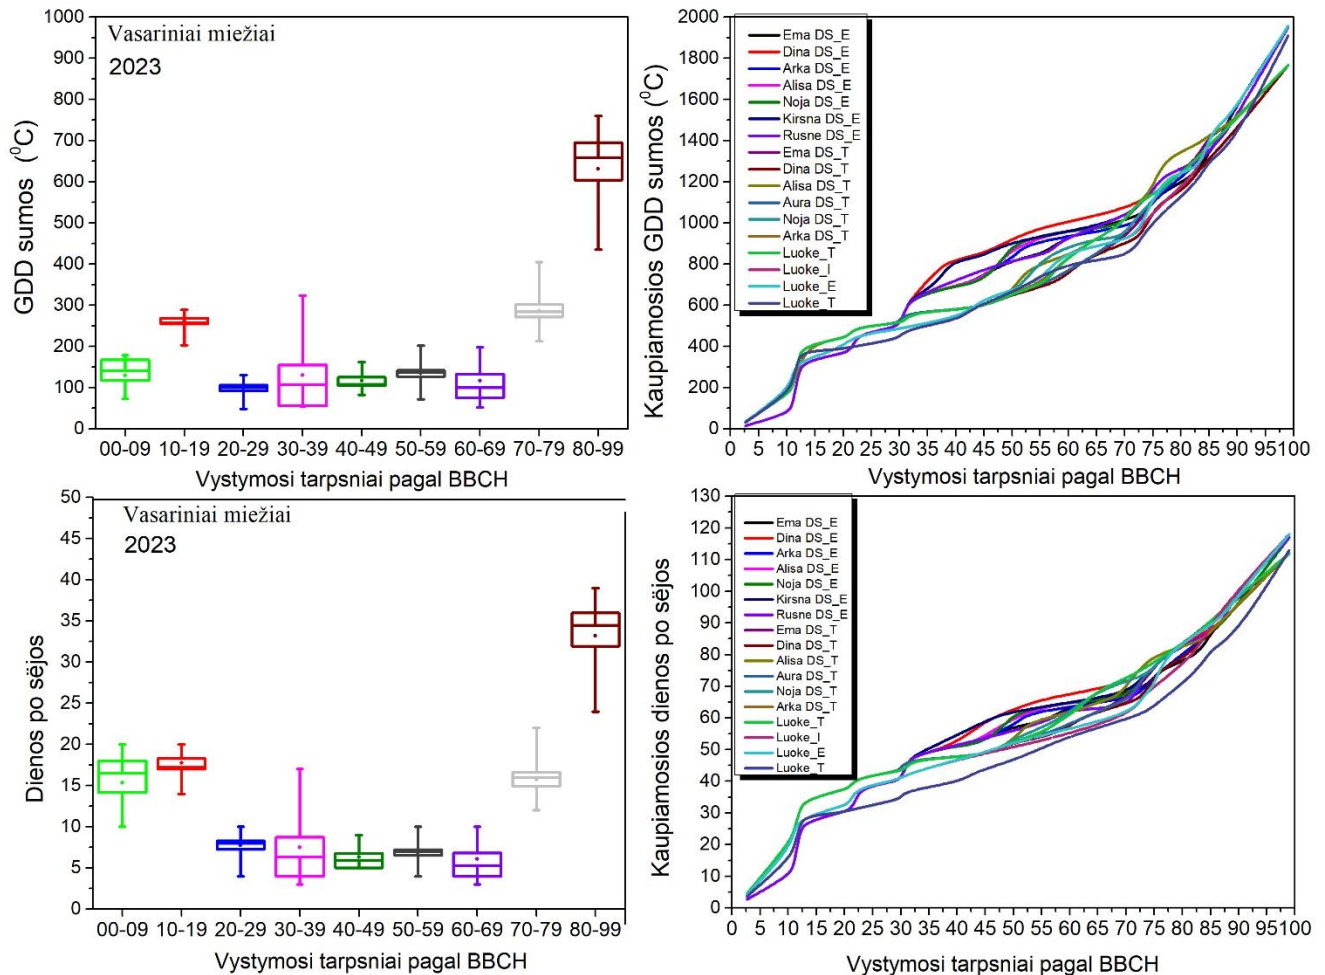 Vasariniai miežiai
2023
GDD sumos (⁰C)
1000
900
800
700
600
500
400
300
200
100
0
00-09 10-19 20-29 30-39 40-49 50-59 60-69 70-79 80-99
Vystymosi tarpsniai pagal BBCH
Kaupiamosios GDD sumos (⁰C)
2000
1800
1600
1400
1200
1000
800
600
400
200
0
Ema DS_E
Dina DS_E
Arka DS_E
Alisa DS_E
Noja DS_E
Kirsna DS_E
Rusne DS_E
Ema DS_T
Dina DS_T
Alisa DS_T
Aura DS_T
Noja DS_T
Arka DS_T
Luoke_T
Luoke_I
Luoke_E
Luoke_T
0 5 10 15 20 25 30 35 40 45 50 55 60 65 70 75 80 85 90 95 100
Vystymosi tarpsniai pagal BBCH
Vasariniai miežiai
2023
Dienos po sëjos
50
45
40
35
30
25
20
15
10
5
0
00-09 10-19 20-29 30-39 40-49 50-59 60-69 70-79 80-99
Vystymosi tarpsniai pagal BBCH
Kaupiamosios dienos po sëjos
130
120
110
100
90
80
70
60
50
40
30
20
10
0
Ema DS_E
Dina DS_E
Arka DS_E
Alisa DS_E
Noja DS_E
Kirsna DS_E
Rusne DS_E
Ema DS_T
Dina DS_T
Alisa DS_T
Aura DS_T
Noja DS_T
Arka DS_T
Luoke_T
Luoke_I
Luoke_E
Luoke_T
0 5 10 15 20 25 30 35 40 45 50 55 60 65 70 75 80 85 90 95 100
Vystymosi tarpsniai pagal BBCH